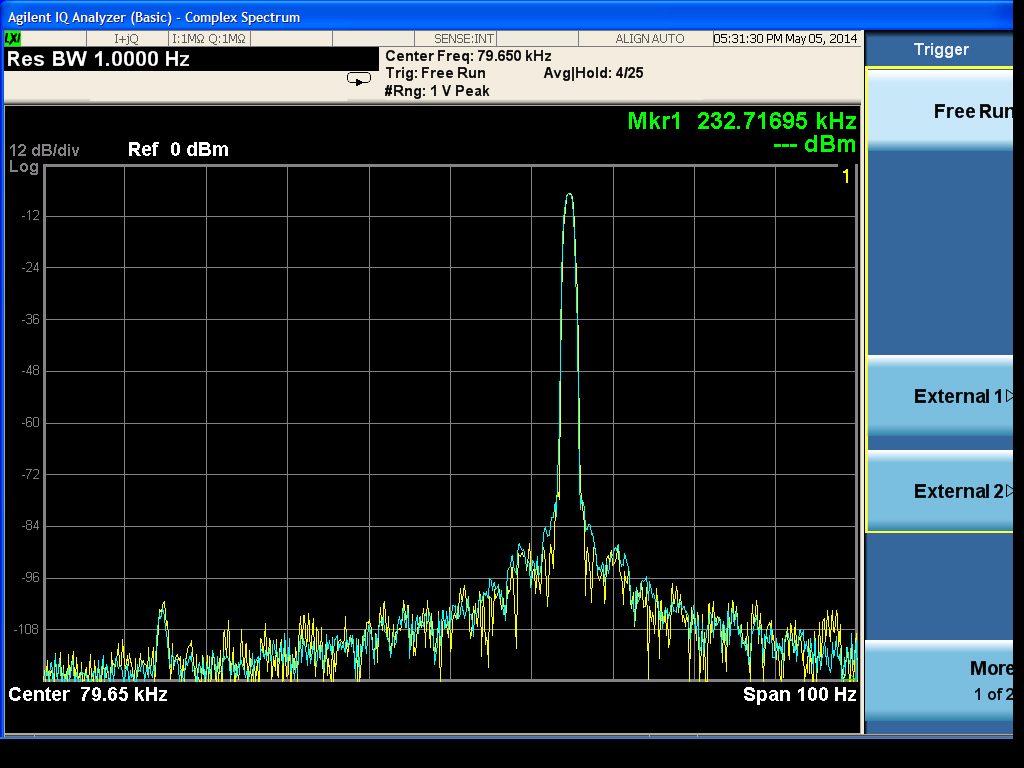 Agilent IQ Analyzer (Basic) - Complex Spectrum
LXI I+jQ I:1MΩ Q:1MΩ SENSE:INT ALIGN AUTO 05:31:30 PM May 05, 2014
Trigger
Res BW 1.0000 Hz
Center Freq: 79.650 kHz
Trig: Free Run Avg|Hold: 4/25
#Rng: 1 V Peak
Free Run
Mkr1 232.71695 kHz
--- dBm
12 dB/div Ref 0 dBm
Log
1
-12
-24
-36
-48
External 1
-60
-72
External 2
-84
-96
-108
More
1 of 2
Center 79.65 kHz Span 100 Hz